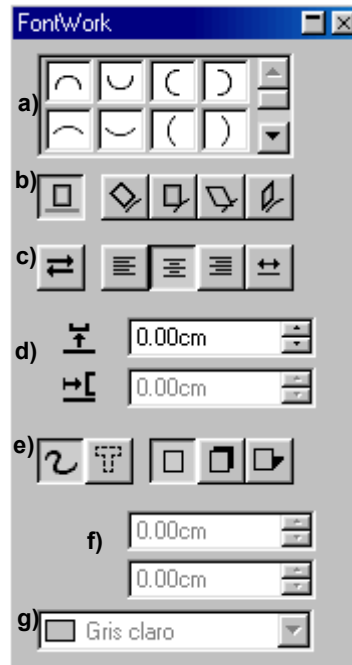 FontWork
a)
b)
c)
d)
0.00cm
0.00cm
e)
f)
0.00cm
0.00cm
g) Gris claro